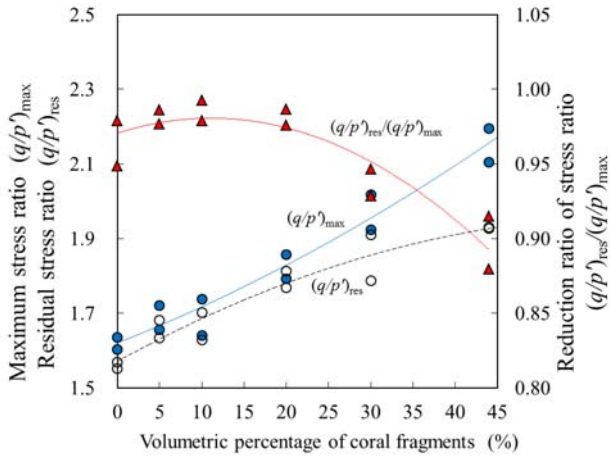 Maximum stress ratio (q/p')max
Residual stress ratio (q/p')res
2.5
2.3
2.1
1.9
1.7
1.5
(q/p')res/(q/p')max
(q/p')max
(q/p')res
1.05
1.00
0.95
0.90
0.85
0.80
Reduction ratio of stress ratio
(q/p')res/(q/p')max
0 5 10 15 20 25 30 35 40 45
Volumetric percentage of coral fragments (%)